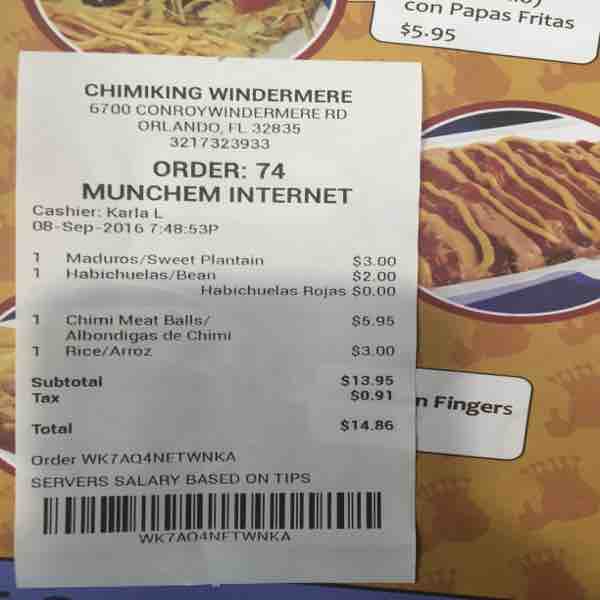 con Papas Fritas
$5.95
CHIMIKING WINDERMERE
6700 CONROYWINDERMERE RD
ORLANDO, FL 32835
3217323933
ORDER: 74
MUNCHEM INTERNET
Cashier: Karla L
08-Sep-2016 7:48:53P
1 Maduros/Sweet Plantain $3.00
1 Habichuelas/Bean $2.00
Habichuelas Rojas $0.00
1 Chimi Meat Balls/ $5.95
Albondigas de Chimi
1 Rice/Arroz $3.00
Subtotal $13.95
Tax $0.91
Total $14.86
Order WK7AQ4NFTWNKA
SERVERS SALARY BASED ON TIPS
WK7AQ4NFTWNKA
Fingers